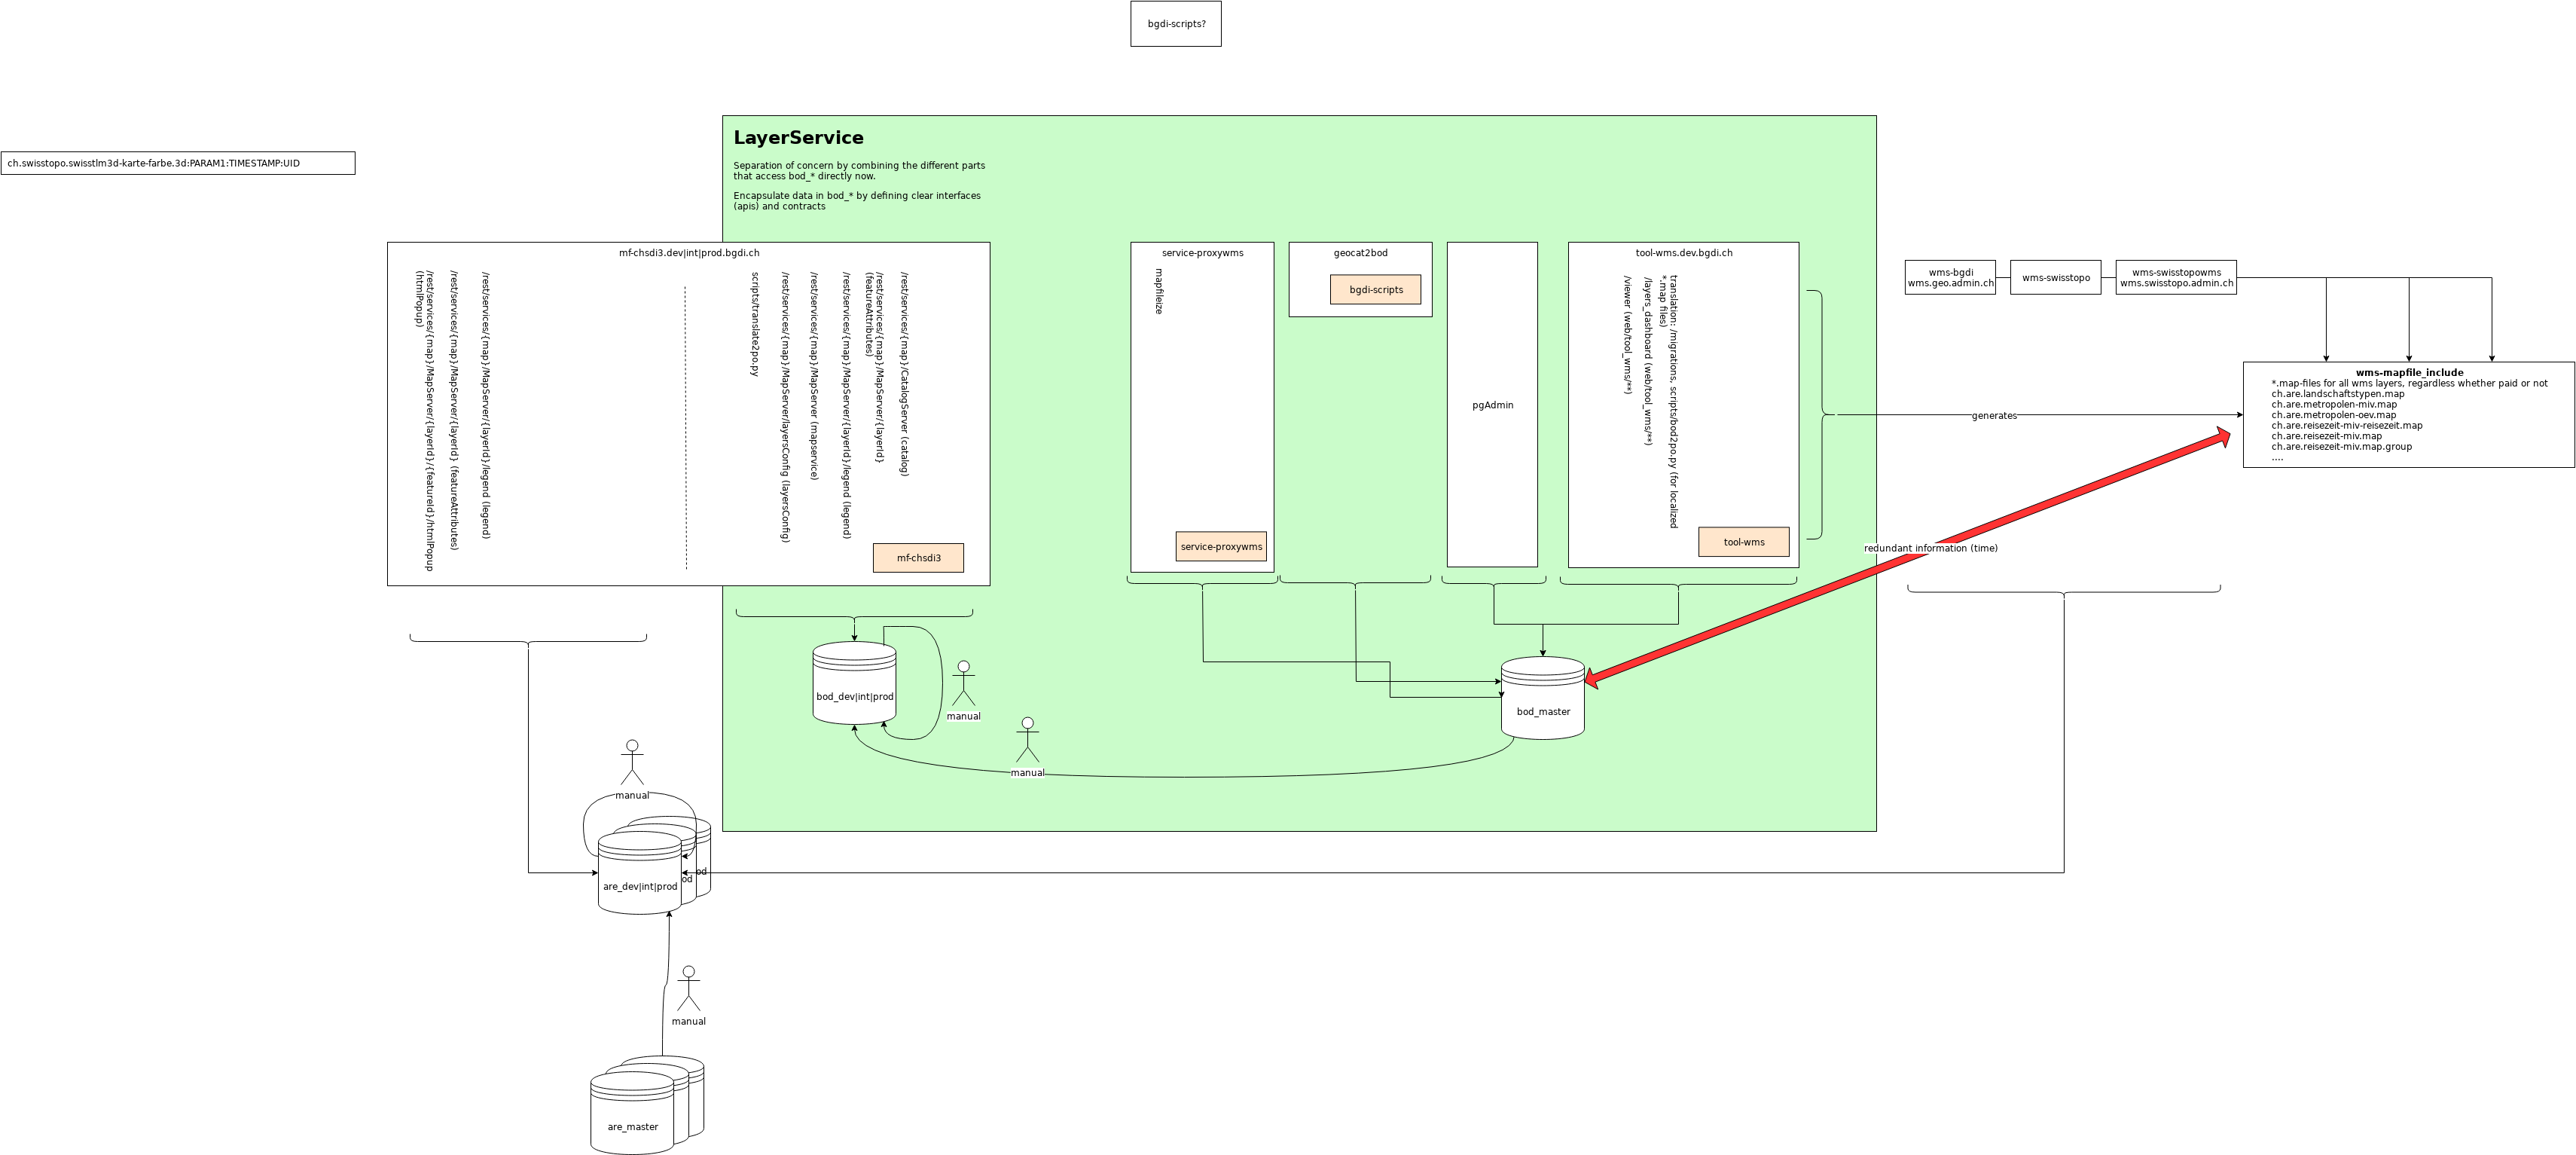 bgdi-scripts?
LayerService
ch.swisstopo.swisstlm3d-karte-farbe.3d:PARAM1:TIMESTAMP:UID
Separation of concern by combining the different parts
that access bod_* directly now.
Encapsulate data in bod_* by defining clear interfaces
(apis) and contracts
mf-chsdi3.dev|int|prod.bgdi.ch
/rest/services/{map}/MapServer/{layerId}/{featureId}/htmlPopup
(htmlPopup)
/rest/services/{map}/MapServer/{layerId} (featureAttributes)
/rest/services/{map}/MapServer/{layerId}/legend (legend)
scripts/translate2po.py
/rest/services/{map}/MapServer/layersConfig (layersConfig)
/rest/services/{map}/MapServer (mapservice)
/rest/services/{map}/MapServer/{layerId}/legend (legend)
/rest/services/{map}/MapServer/{layerId}
(featureAttributes)
/rest/services/{map}/CatalogServer (catalog)
mf-chsdi3
service-proxywms
mapfileize
service-proxywms
geocat2bod
bgdi-scripts
pgAdmin
tool-wms.dev.bgdi.ch
translation: /migrations, scripts/bod2po.py (for localized
*.map files)
/layers_dashboard (web/tool_wms/**)
/viewer (web/tool_wms/**)
tool-wms
wms-bgdi
wms.geo.admin.ch
wms-swisstopo
wms-swisstopowms
wms.swisstopo.admin.ch
wms-mapfile_include
*.map-files for all wms layers, regardless whether paid or not
ch.are.landschaftstypen.map
ch.are.metropolen-miv.map
ch.are.metropolen-oev.map
ch.are.reisezeit-miv-reisezeit.map
ch.are.reisezeit-miv.map
ch.are.reisezeit-miv.map.group
....
generates
redundant information (time)
bod_dev|int|prod
manual
manual
bod_master
manual
are_dev|int|prod
od
od
manual
are_master